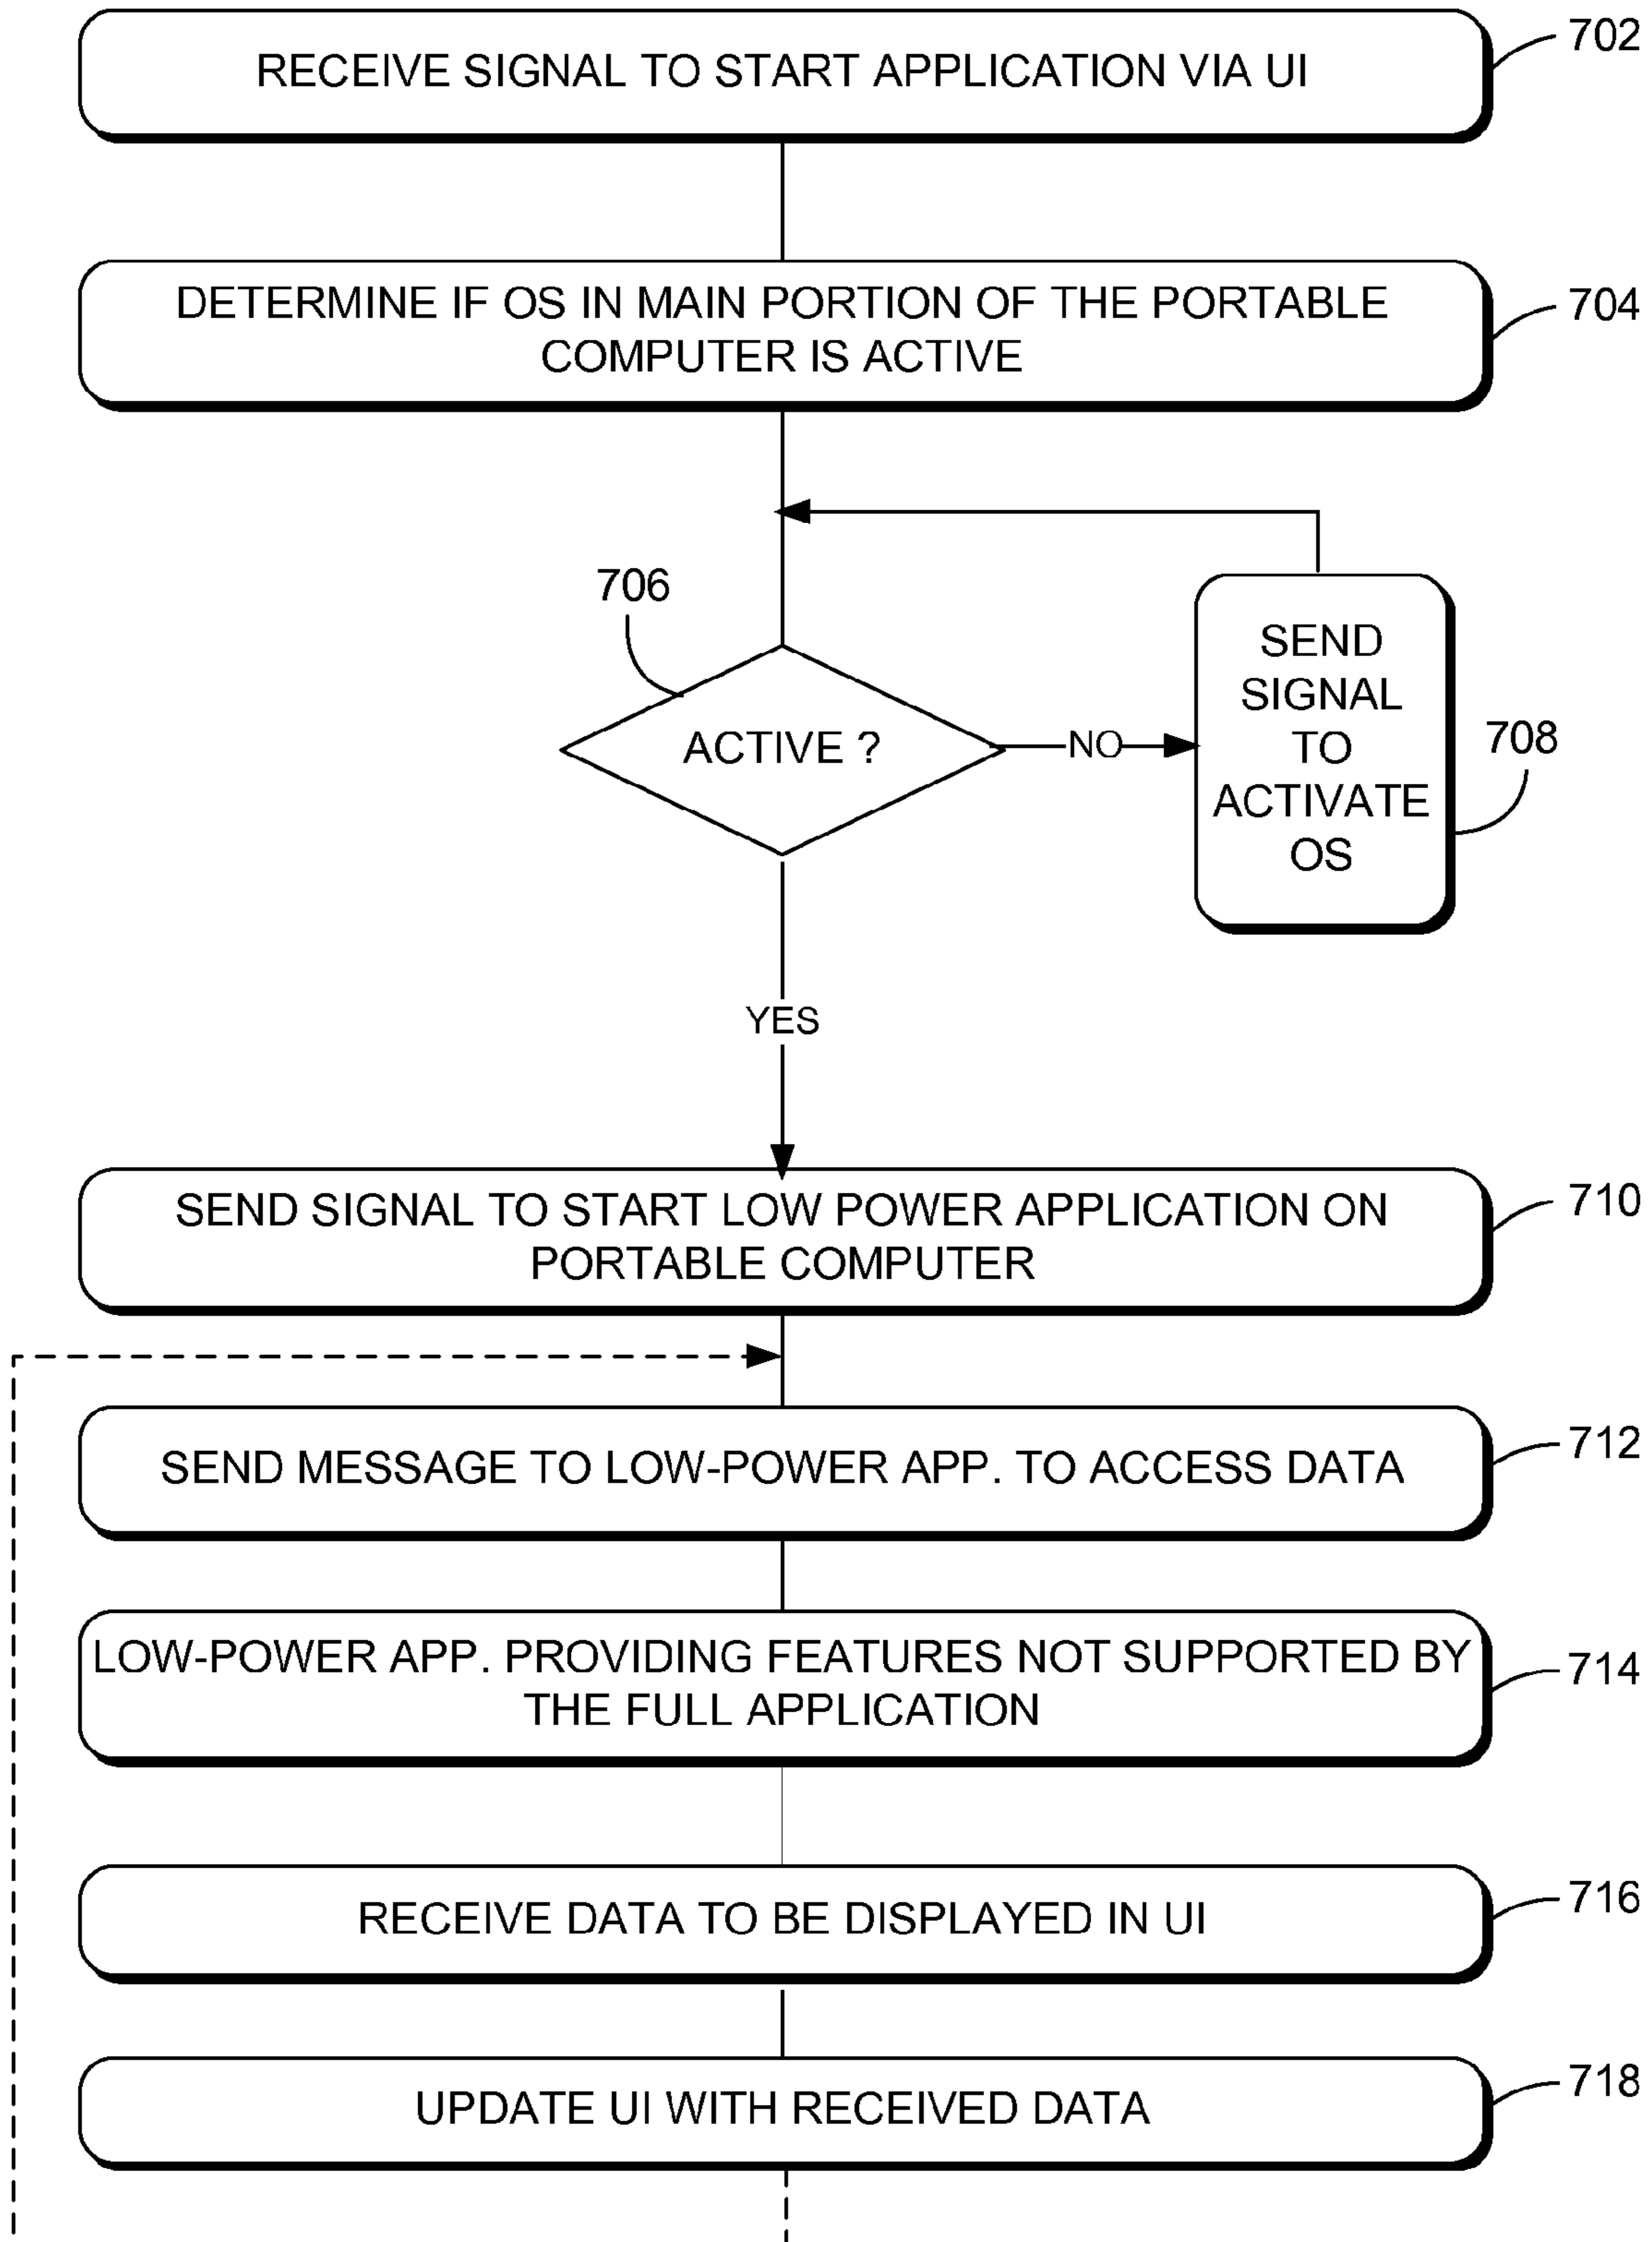 RECEIVE SIGNAL TO START APPLICATION VIA UI
702
DETERMINE IF OS IN MAIN PORTION OF THE PORTABLE
COMPUTER IS ACTIVE
704
706
ACTIVE ?
NO
SEND
SIGNAL
TO
ACTIVATE
OS
708
YES
SEND SIGNAL TO START LOW POWER APPLICATION ON
PORTABLE COMPUTER
710
SEND MESSAGE TO LOW-POWER APP. TO ACCESS DATA
712
LOW-POWER APP. PROVIDING FEATURES NOT SUPPORTED BY
THE FULL APPLICATION
714
RECEIVE DATA TO BE DISPLAYED IN UI
716
UPDATE UI WITH RECEIVED DATA
718